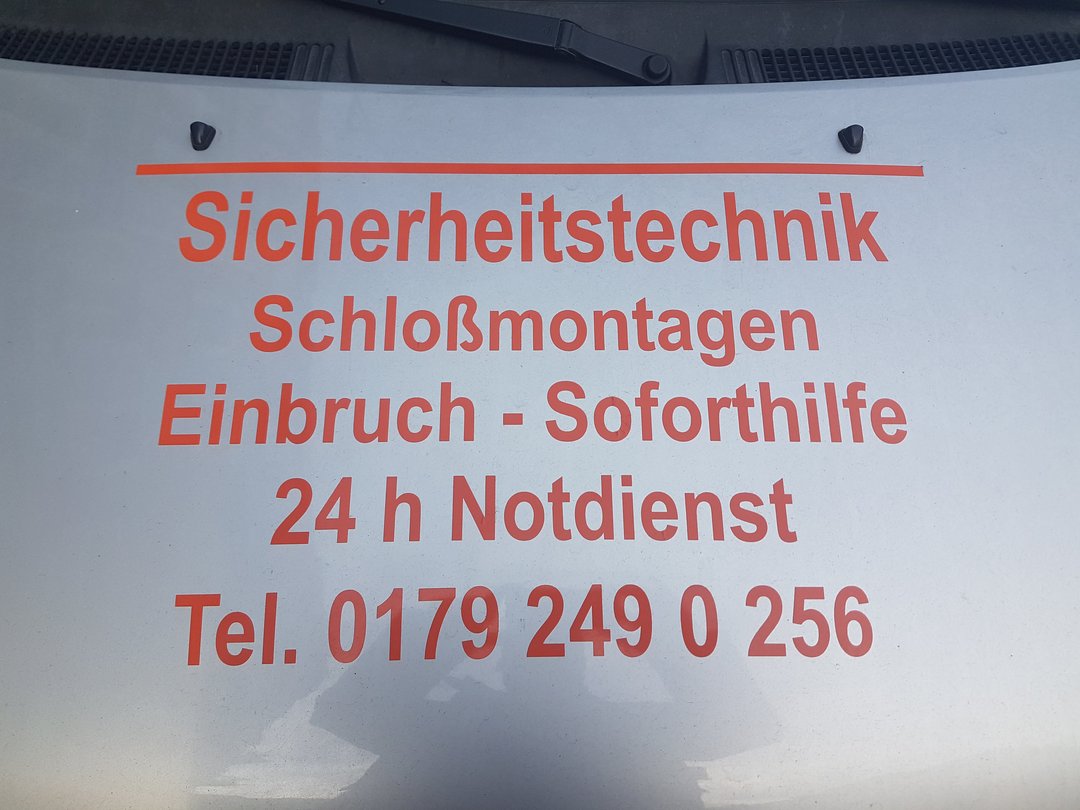 Sicherheitstechnik
Schloßmontagen
Einbruch - Soforthilfe
24 h Notdienst
Tel. 0179 249 0 256